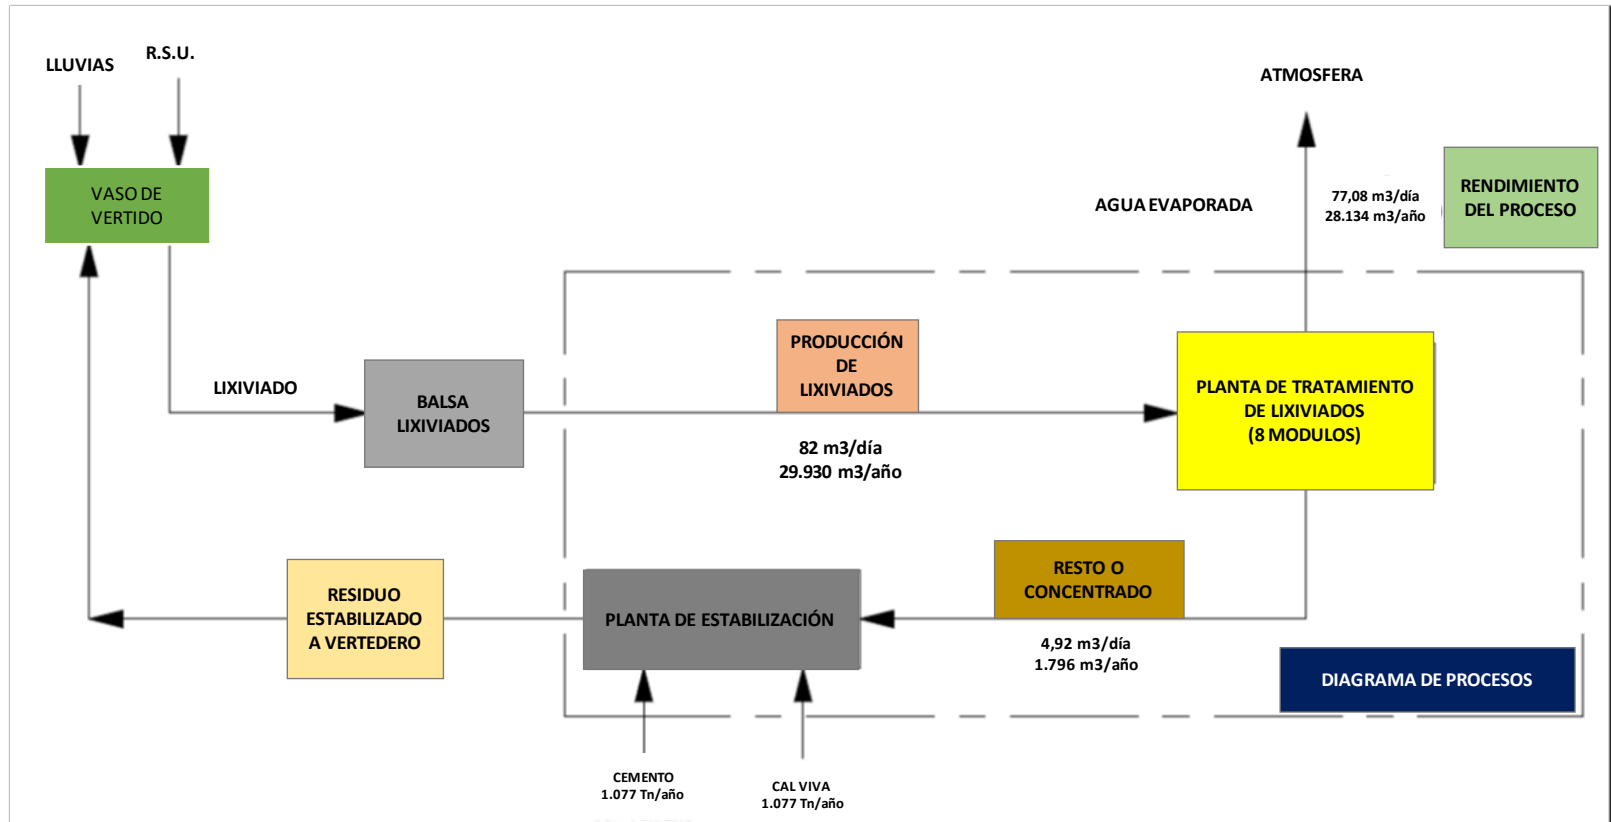 LLUVIAS
R.S.U.
ATMOSFERA
VASO DE
VERTIDO
AGUA EVAPORADA
77,08 m3/día
28.134 m3/año
RENDIMIENTO
DEL PROCESO
LIXIVIADO
BALSA
LIXIVIADOS
PRODUCCIÓN
DE
LIXIVIADOS
82 m3/día
29.930 m3/año
PLANTA DE TRATAMIENTO
DE LIXIVIADOS
(8 MODULOS)
RESIDUO
ESTABILIZADO
A VERTEDERO
PLANTA DE ESTABILIZACIÓN
RESTO O
CONCENTRADO
4,92 m3/día
1.796 m3/año
DIAGRAMA DE PROCESOS
CEMENTO
1.077 Tn/año
CAL VIVA
1.077 Tn/año